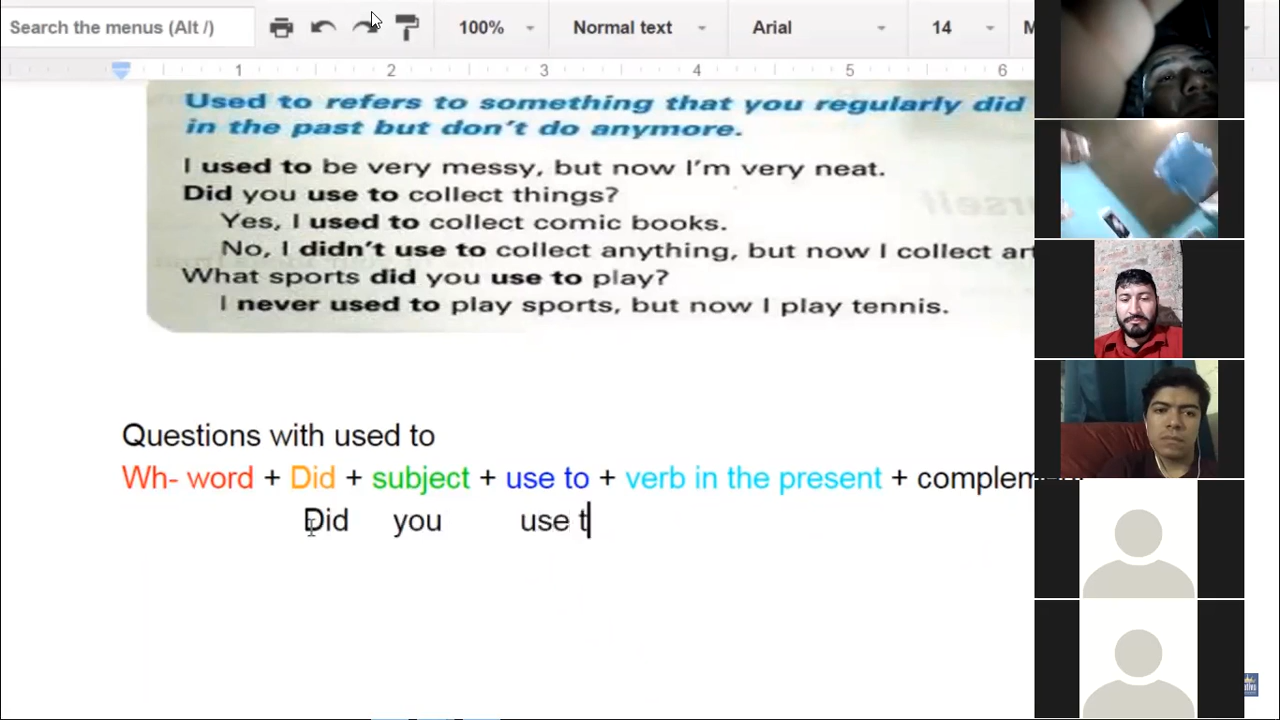 Search the menus (Alt /) 100% Normal text Arial 14
1 2 3 4 5 6
Used to refers to something that you regularly did
in the past but don't do anymore.
I used to be very messy, but now I'm very neat.
Did you use to collect things?
Yes, I used to collect comic books.
No, I didn't use to collect anything, but now I collect
What sports did you use to play?
I never used to play sports, but now I play tennis.
Questions with used to
Wh- word + Did + subject + use to + verb in the present + complem
Did you use t